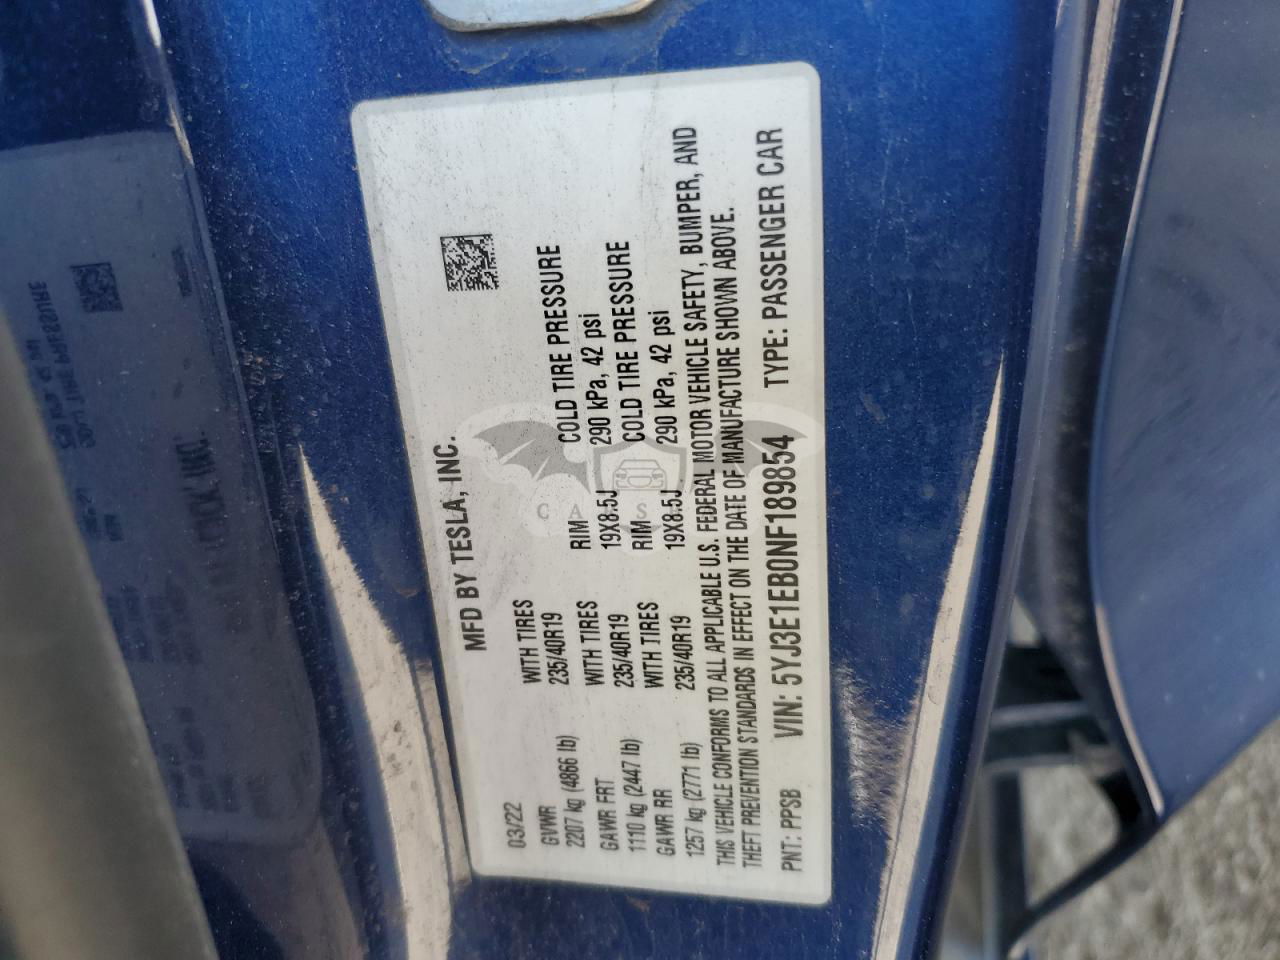 MFD BY TESLA, INC.
03/22
GVWR WITH TIRES RIM COLD TIRE PRESSURE
2207 kg (4866 lb) 235/40R19 19X8.5J 290 kPa, 42 psi
GAWR FRT WITH TIRES RIM COLD TIRE PRESSURE
1110 kg (2447 lb) 235/40R19 19X8.5J 290 kPa, 42 psi
GAWR RR WITH TIRES
1257 kg (2771 lb) 235/40R19
THIS VEHICLE CONFORMS TO ALL APPLICABLE U.S. FEDERAL MOTOR VEHICLE SAFETY, BUMPER, AND
THEFT PREVENTION STANDARDS IN EFFECT ON THE DATE OF MANUFACTURE SHOWN ABOVE.
PNT: PPSB VIN: 5YJ3E1EB0NF189854 TYPE: PASSENGER CAR